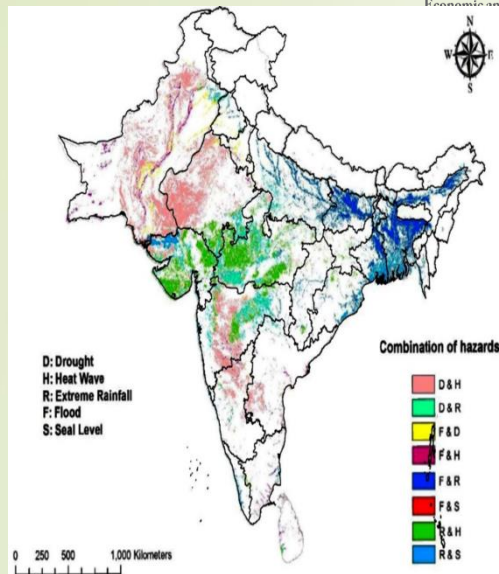 Economic an
N
W E
S
D: Drought
H: Heat Wave
R: Extreme Rainfall
F: Flood
S: Seal Level
Combination of hazards
D & H
D & R
F & D
F & H
F & R
F & S
R & H
R & S
0 250 500 1,000 Kilometers